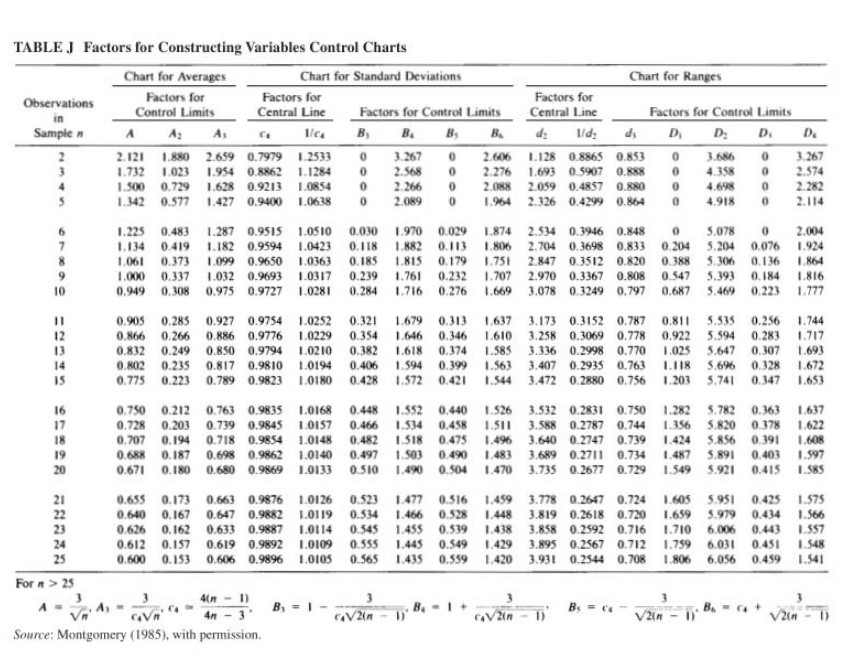 TABLE J Factors for Constructing Variables Control Charts
Chart for Averages Chart for Standard Deviations Chart for Ranges
Observations in Sample n Factors for Control Limits Factors for Central Line Factors for Control Limits Factors for Central Line Factors for Control Limits
A A₂ A₃ c₄ 1/c₄ B₃ B₄ B₅ B₆ d₂ 1/d₂ d₃ D₁ D₂ D₃ D₄
2 2.121 1.880 2.659 0.7979 1.2533 0 3.267 0 2.606 1.128 0.8865 0.853 0 3.686 0 3.267
3 1.732 1.023 1.954 0.8862 1.1284 0 2.568 0 2.276 1.693 0.5907 0.888 0 4.358 0 2.574
4 1.500 0.729 1.628 0.9213 1.0854 0 2.266 0 2.088 2.059 0.4857 0.880 0 4.698 0 2.282
5 1.342 0.577 1.427 0.9400 1.0638 0 2.089 0 1.964 2.326 0.4299 0.864 0 4.918 0 2.114
6 1.225 0.483 1.287 0.9515 1.0510 0.030 1.970 0.029 1.874 2.534 0.3946 0.848 0 5.078 0 2.004
7 1.134 0.419 1.182 0.9594 1.0423 0.118 1.882 0.113 1.806 2.704 0.3698 0.833 0.204 5.204 0.076 1.924
8 1.061 0.373 1.099 0.9650 1.0363 0.185 1.815 0.179 1.751 2.847 0.3512 0.820 0.388 5.306 0.136 1.864
9 1.000 0.337 1.032 0.9693 1.0317 0.239 1.761 0.232 1.707 2.970 0.3367 0.808 0.547 5.393 0.184 1.816
10 0.949 0.308 0.975 0.9727 1.0281 0.284 1.716 0.276 1.669 3.078 0.3249 0.797 0.687 5.469 0.223 1.777
11 0.905 0.285 0.927 0.9754 1.0252 0.321 1.679 0.313 1.637 3.173 0.3152 0.787 0.811 5.535 0.256 1.744
12 0.866 0.266 0.886 0.9776 1.0229 0.354 1.646 0.346 1.610 3.258 0.3069 0.778 0.922 5.594 0.283 1.717
13 0.832 0.249 0.850 0.9794 1.0210 0.382 1.618 0.374 1.585 3.336 0.2998 0.770 1.025 5.647 0.307 1.693
14 0.802 0.235 0.817 0.9810 1.0194 0.406 1.594 0.399 1.563 3.407 0.2935 0.763 1.118 5.696 0.328 1.672
15 0.775 0.223 0.789 0.9823 1.0180 0.428 1.572 0.421 1.544 3.472 0.2880 0.756 1.203 5.741 0.347 1.653
16 0.750 0.212 0.763 0.9835 1.0168 0.448 1.552 0.440 1.526 3.532 0.2831 0.750 1.282 5.782 0.363 1.637
17 0.728 0.203 0.739 0.9845 1.0157 0.466 1.534 0.458 1.511 3.588 0.2787 0.744 1.356 5.820 0.378 1.622
18 0.707 0.194 0.718 0.9854 1.0148 0.482 1.518 0.475 1.496 3.640 0.2747 0.739 1.424 5.856 0.391 1.608
19 0.688 0.187 0.698 0.9862 1.0140 0.497 1.503 0.490 1.483 3.689 0.2711 0.734 1.487 5.891 0.403 1.597
20 0.671 0.180 0.680 0.9869 1.0133 0.510 1.490 0.504 1.470 3.735 0.2677 0.729 1.549 5.921 0.415 1.585
21 0.655 0.173 0.663 0.9876 1.0126 0.523 1.477 0.516 1.459 3.778 0.2647 0.724 1.605 5.951 0.425 1.575
22 0.640 0.167 0.647 0.9882 1.0119 0.534 1.466 0.528 1.448 3.819 0.2618 0.720 1.659 5.979 0.434 1.566
23 0.626 0.162 0.633 0.9887 1.0114 0.545 1.455 0.539 1.438 3.858 0.2592 0.716 1.710 6.006 0.443 1.557
24 0.612 0.157 0.619 0.9892 1.0109 0.555 1.445 0.549 1.429 3.895 0.2567 0.712 1.759 6.031 0.451 1.548
25 0.600 0.153 0.606 0.9896 1.0105 0.565 1.435 0.559 1.420 3.931 0.2544 0.708 1.806 6.056 0.459 1.541
For n > 25
A = 3/√n, A₃ = 3/(c₄√n), c₄ ≈ 4(n − 1)/(4n − 3), B₃ = 1 − 3/(c₄√2(n − 1)), B₄ = 1 + 3/(c₄√2(n − 1)), B₅ = c₄ − 3/√2(n − 1), B₆ = c₄ + 3/√2(n − 1)
Source: Montgomery (1985), with permission.